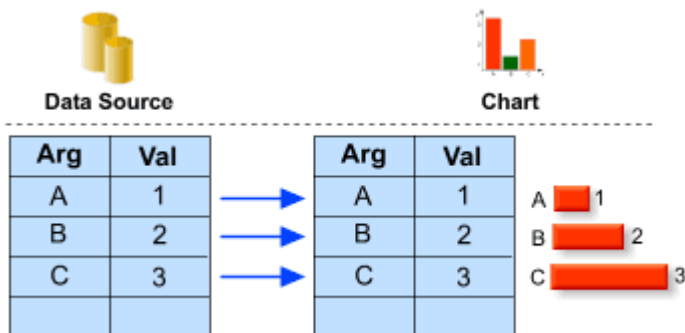 Data Source Chart
Arg Val Arg Val
A 1 A 1 A 1
B 2 B 2 B 2
C 3 C 3 C 3